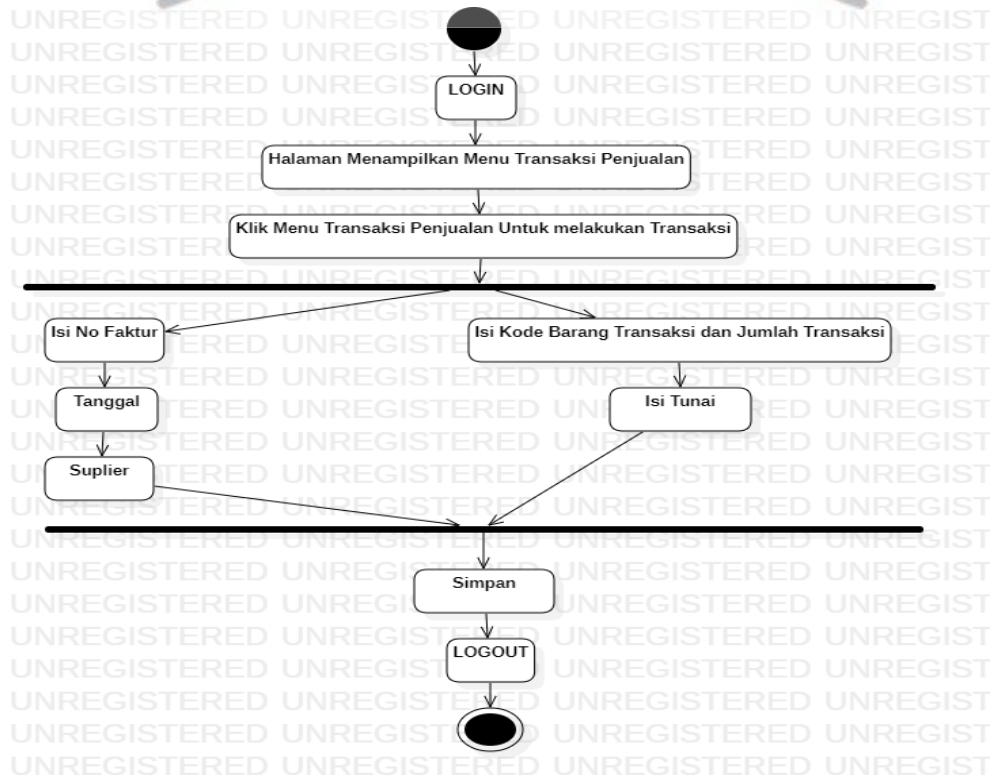 LOGIN
Halaman Menampilkan Menu Transaksi Penjualan
Klik Menu Transaksi Penjualan Untuk melakukan Transaksi
Isi No Faktur
Isi Kode Barang Transaksi dan Jumlah Transaksi
Tanggal
Isi Tunai
Suplier
Simpan
LOGOUT
UNREGISTERED